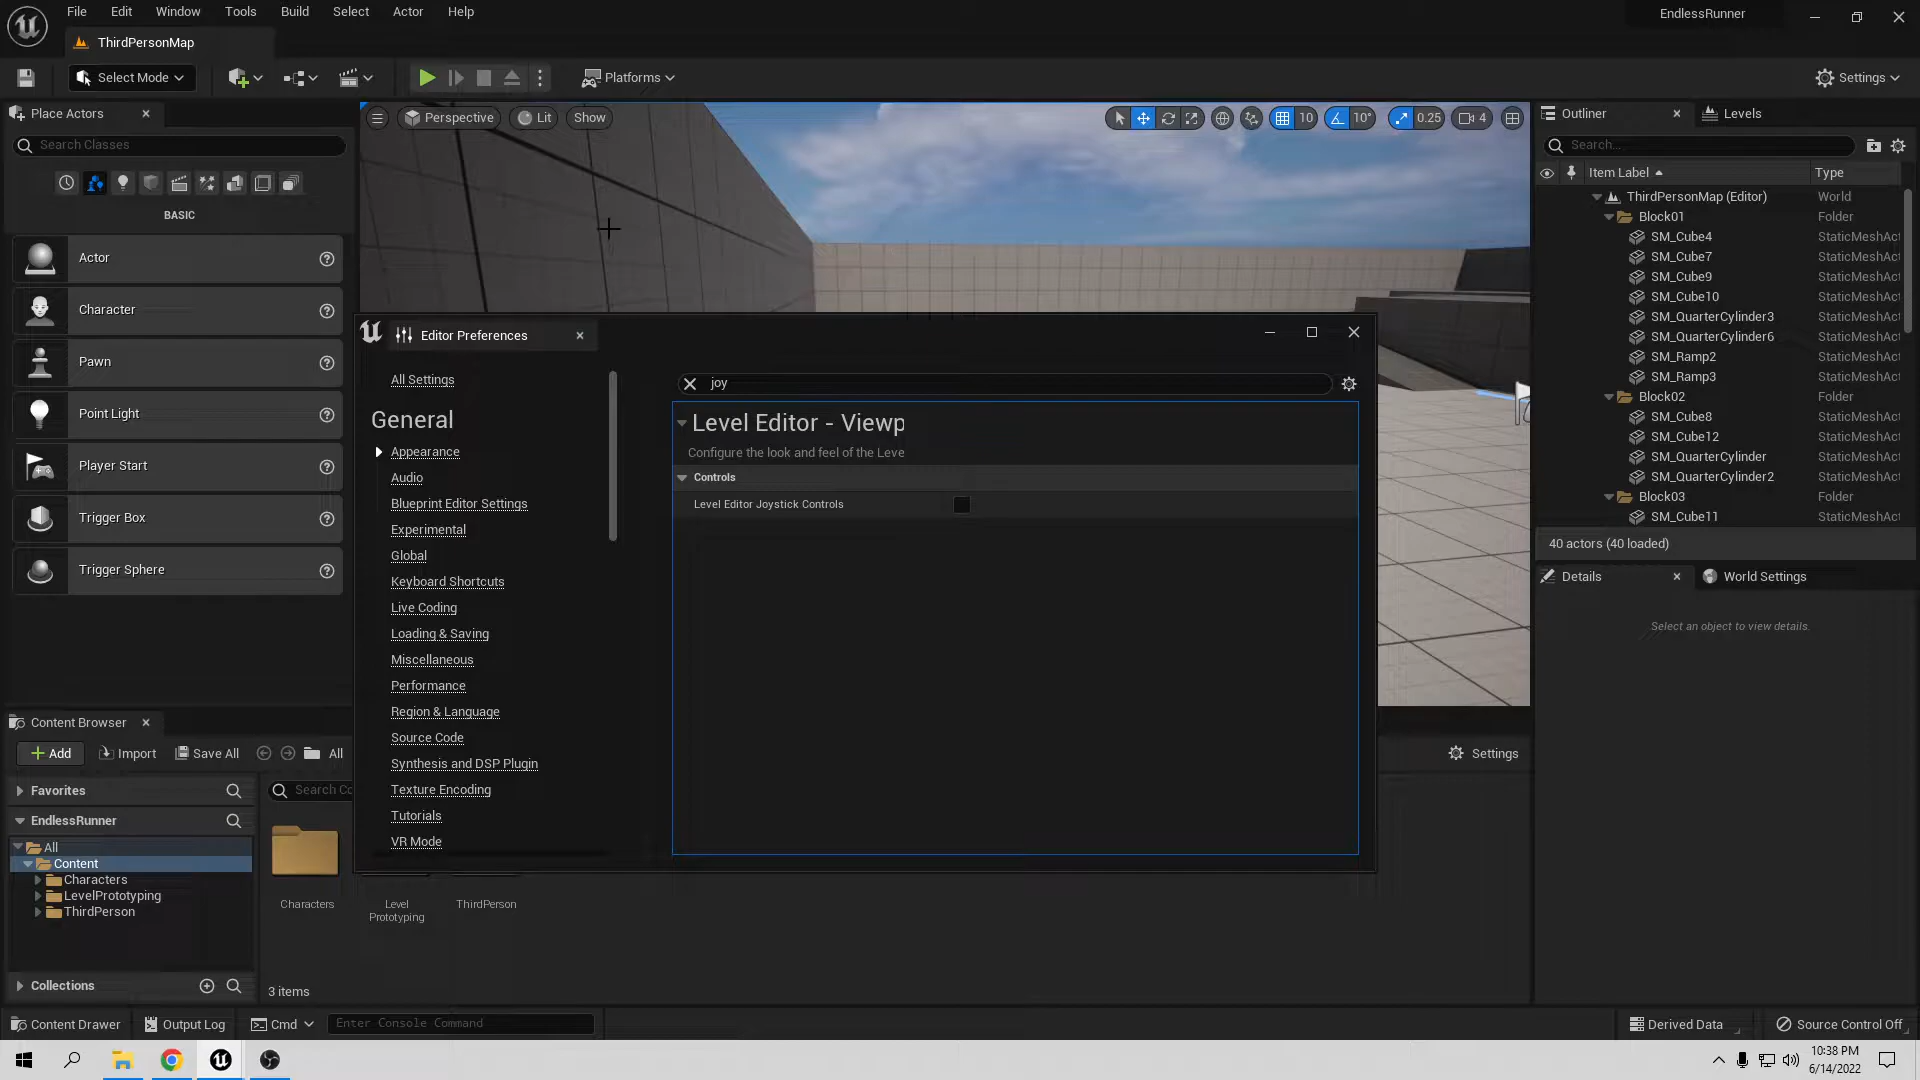 File Edit Window Tools Build Select Actor Help
EndlessRunner
ThirdPersonMap
Select Mode
Platforms
Settings
Place Actors
Search Classes
BASIC
Actor
Character
Pawn
Point Light
Player Start
Trigger Box
Trigger Sphere
Perspective
Lit
Show
10
10°
0.25
4
Outliner
Levels
Search...
Item Label
Type
ThirdPersonMap (Editor) World
Block01 Folder
SM_Cube4 StaticMeshAct
SM_Cube7 StaticMeshAct
SM_Cube9 StaticMeshAct
SM_Cube10 StaticMeshAct
SM_QuarterCylinder3 StaticMeshAct
SM_QuarterCylinder6 StaticMeshAct
SM_Ramp2 StaticMeshAct
SM_Ramp3 StaticMeshAct
Block02 Folder
SM_Cube8 StaticMeshAct
SM_Cube12 StaticMeshAct
SM_QuarterCylinder StaticMeshAct
SM_QuarterCylinder2 StaticMeshAct
Block03 Folder
SM_Cube11 StaticMeshAct
40 actors (40 loaded)
Details
World Settings
Select an object to view details.
Editor Preferences
All Settings
General
Appearance
Audio
Blueprint Editor Settings
Experimental
Global
Keyboard Shortcuts
Live Coding
Loading & Saving
Miscellaneous
Performance
Region & Language
Source Code
Synthesis and DSP Plugin
Texture Encoding
Tutorials
VR Mode
joy
Level Editor - Viewp
Configure the look and feel of the Leve
Controls
Level Editor Joystick Controls
Content Browser
Add
Import
Save All
All
Settings
Favorites
EndlessRunner
All
Content
Characters
LevelPrototyping
ThirdPerson
Collections
Search Co
Characters
Level
Prototyping
ThirdPerson
3 items
Content Drawer
Output Log
Cmd
Enter Console Command
Derived Data
Source Control Off
10:38 PM
6/14/2022